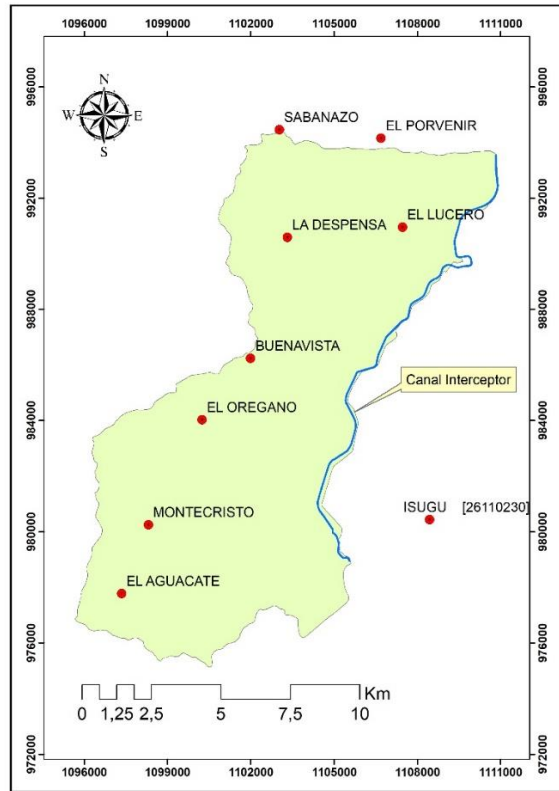 1096000 1099000 1102000 1105000 1108000 1111000
996000 996000
N
W E
S
SABANAZO
EL PORVENIR
992000 992000
LA DESPENSA
EL LUCERO
988000 988000
BUENAVISTA
Canal Interceptor
984000 984000
EL OREGANO
ISUGU [26110230]
MONTECRISTO
980000 980000
EL AGUACATE
976000 976000
Km
0 1,25 2,5 5 7,5 10
972000 972000
1096000 1099000 1102000 1105000 1108000 1111000